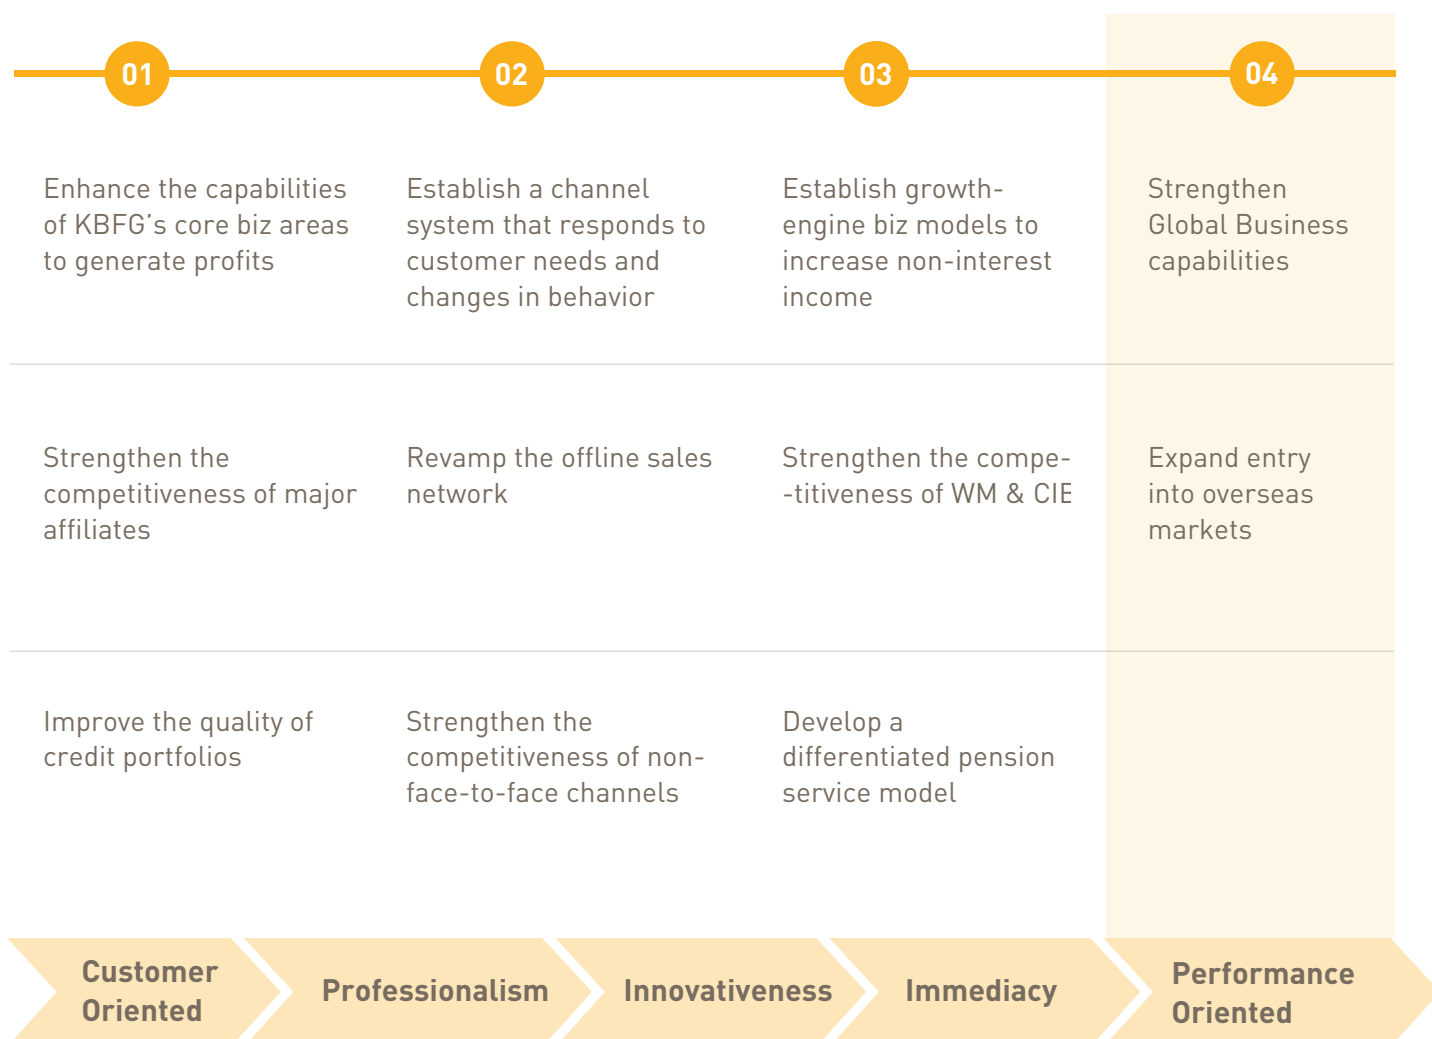 01
02
03
04
Enhance the capabilities
of KBFG's core biz areas
to generate profits
Establish a channel
system that responds to
customer needs and
changes in behavior
Establish growth-
engine biz models to
increase non-interest
income
Strengthen
Global Business
capabilities
Strengthen the
competitiveness of major
affiliates
Revamp the offline sales
network
Strengthen the compe-
-titiveness of WM &
Expand entry
into overseas
markets
Improve the quality of
credit portfolios
Strengthen the
competitiveness of non-
face-to-face channels
Develop a
differentiated pension
service model
Customer
Oriented
Professionalism
Innovativeness
Immediacy
Performance
Oriented